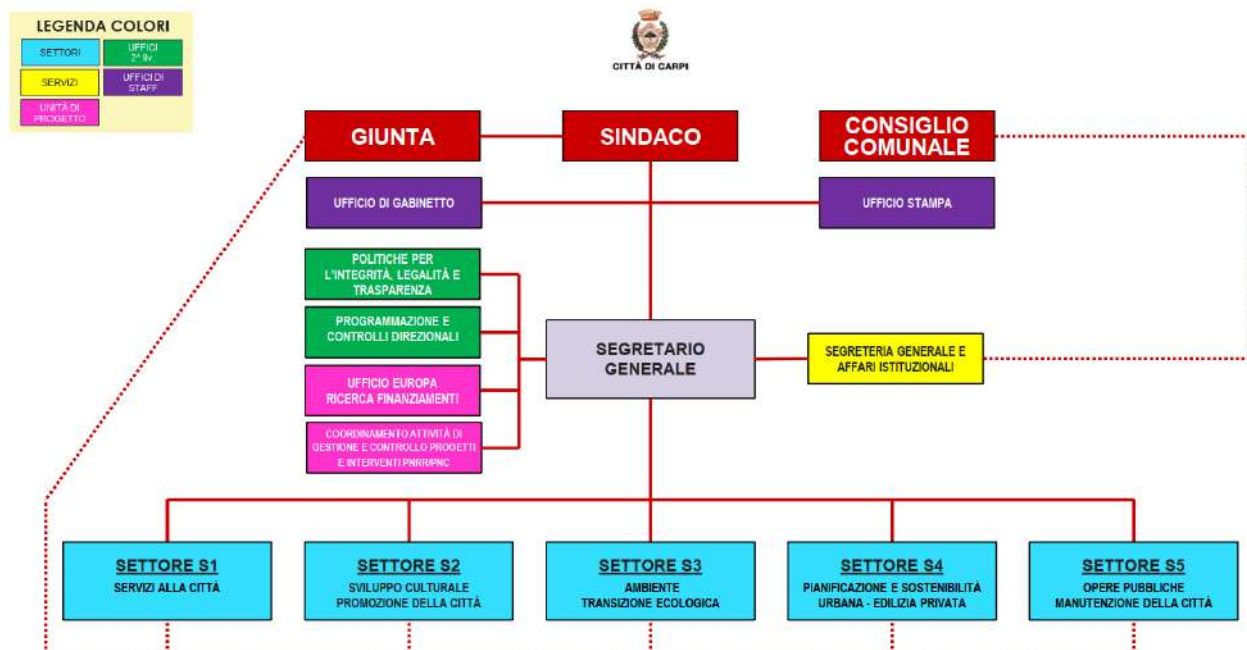 LEGENDA COLORI
SETTORI
UFFICI
2^ liv.
SERVIZI
UFFICI DI
STAFF
UNITÀ DI
PROGETTO
CITTÀ DI CARPI
GIUNTA
SINDACO
CONSIGLIO
COMUNALE
UFFICIO DI GABINETTO
UFFICIO STAMPA
POLITICHE PER
L'INTEGRITÀ, LEGALITÀ E
TRASPARENZA
PROGRAMMAZIONE E
CONTROLLI DIREZIONALI
UFFICIO EUROPA
RICERCA FINANZIAMENTI
COORDINAMENTO ATTIVITÀ DI
GESTIONE E CONTROLLO PROGETTI
E INTERVENTI PNRR/PNC
SEGRETARIO
GENERALE
SEGRETERIA GENERALE E
AFFARI ISTITUZIONALI
SETTORE S1
SERVIZI ALLA CITTÀ
SETTORE S2
SVILUPPO CULTURALE
PROMOZIONE DELLA CITTÀ
SETTORE S3
AMBIENTE
TRANSIZIONE ECOLOGICA
SETTORE S4
PIANIFICAZIONE E SOSTENIBILITÀ
URBANA - EDILIZIA PRIVATA
SETTORE S5
OPERE PUBBLICHE
MANUTENZIONE DELLA CITTÀ